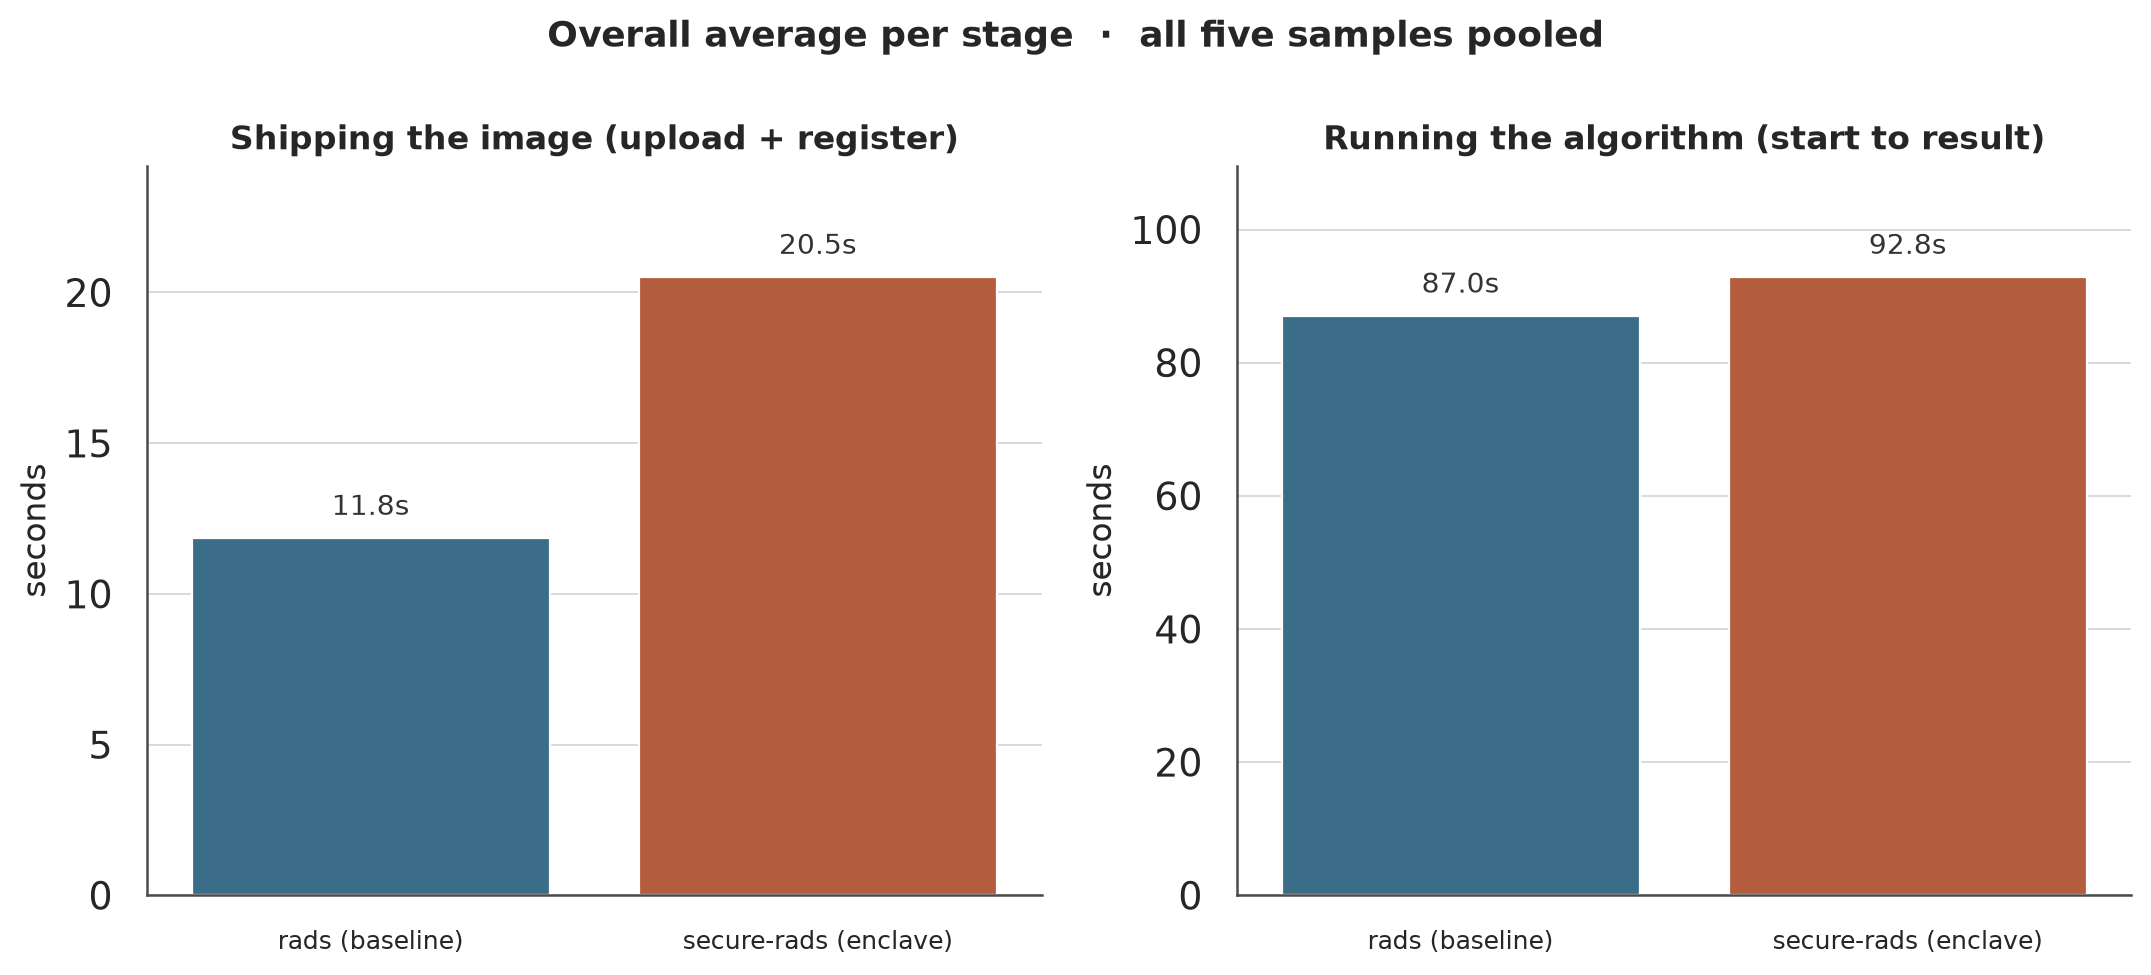 Overall average per stage · all five samples pooled
Shipping the image (upload + register)
seconds
20
15
10
5
0
11.8s
20.5s
rads (baseline)
secure-rads (enclave)
Running the algorithm (start to result)
seconds
100
80
60
40
20
0
87.0s
92.8s
rads (baseline)
secure-rads (enclave)